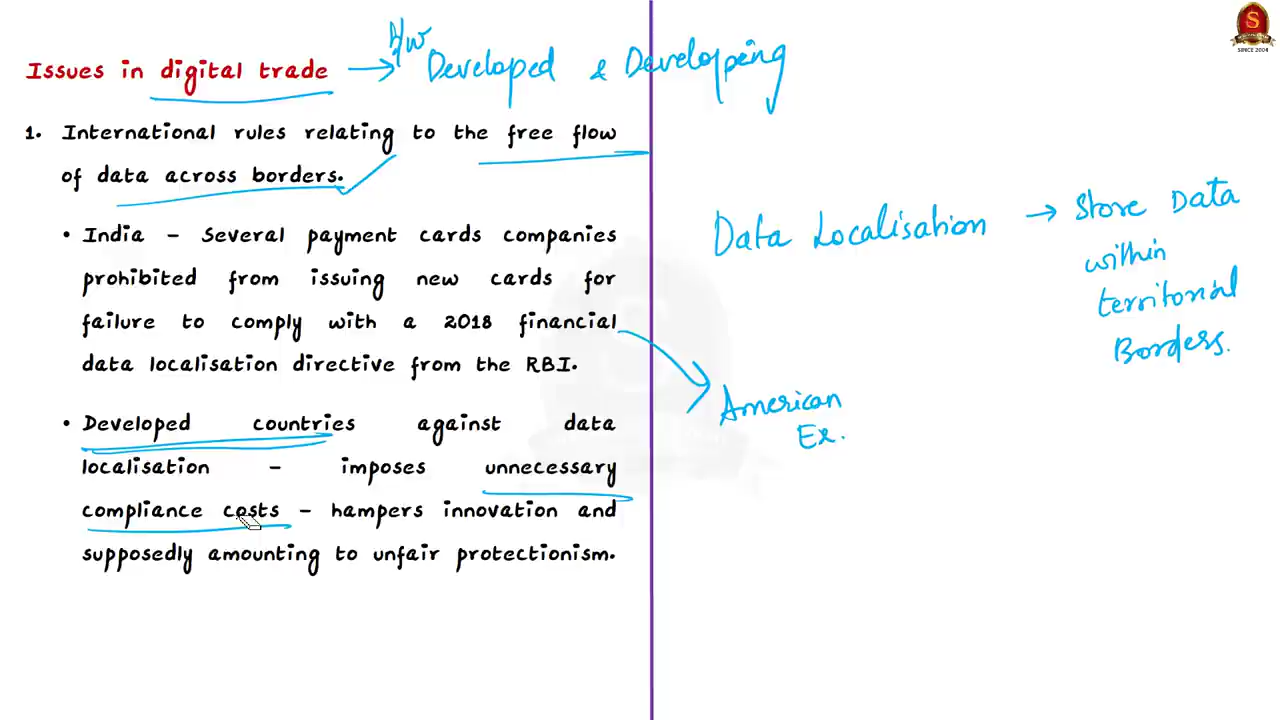 Issues in digital trade → b/w Developed & Developing
1. International rules relating to the free flow
of data across borders.
• India – Several payment cards companies
prohibited from issuing new cards for
failure to comply with a 2018 financial
data localisation directive from the RBI.
• Developed countries against data
localisation – imposes unnecessary
compliance costs – hampers innovation and
supposedly amounting to unfair protectionism.
Data Localisation → Store Data
within
territorial
Borders.
American
Ex.
S
SINCE 2004